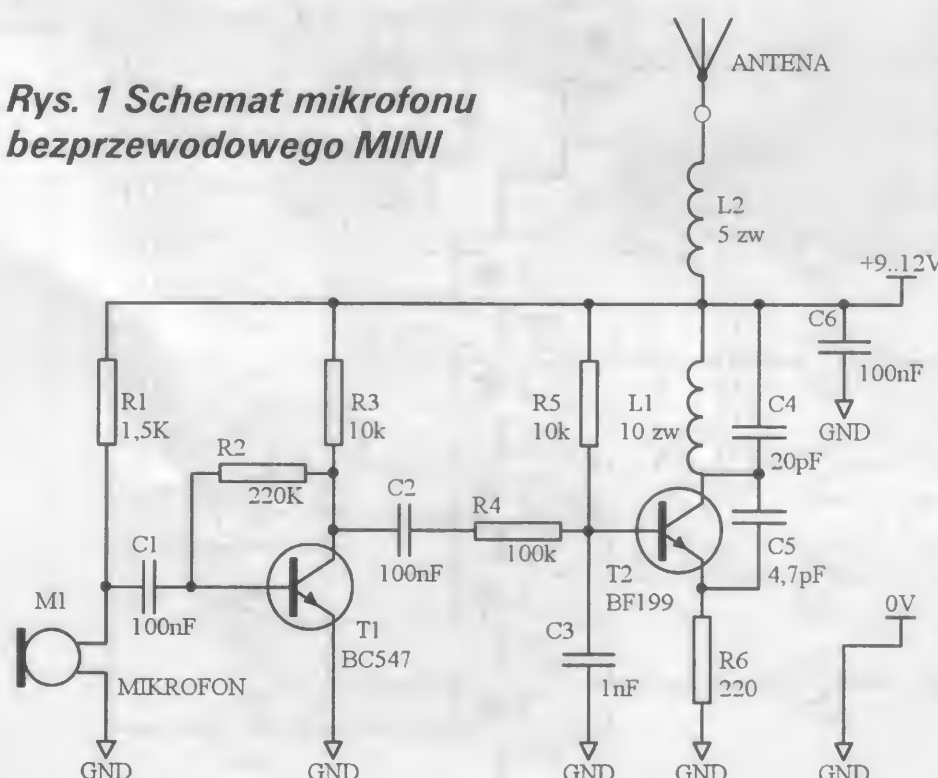 Rys. 1 Schemat mikrofonu
bezprzewodowego MINI
ANTENA
L2
5 zw
+9..12V
C6
100nF
GND
R1
1,5K
R3
10k
R5
10k
L1
10 zw
C4
20pF
R2
220K
C2
100nF
R4
100k
C5
4,7pF
C1
100nF
T1
BC547
T2
BF199
M1
MIKROFON
C3
1nF
R6
220
0V
GND
GND
GND
GND
GND